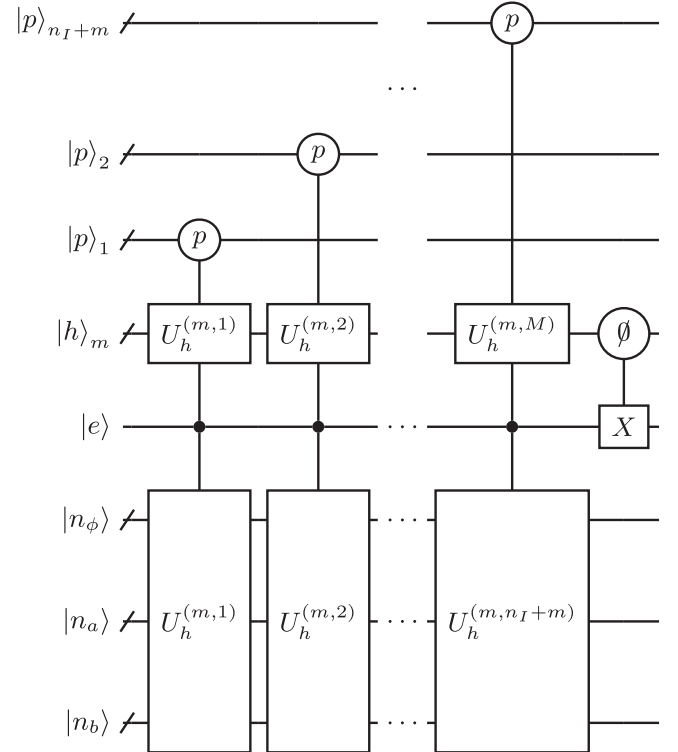 |p⟩_{n_I+m} p
...
|p⟩_2 p
|p⟩_1 p
|h⟩_m U_h^{(m,1)} U_h^{(m,2)} U_h^{(m,M)} ∅
|e⟩ ... X
|n_ϕ⟩ ...
|n_a⟩ U_h^{(m,1)} U_h^{(m,2)} ... U_h^{(m,n_I+m)}
|n_b⟩ ...